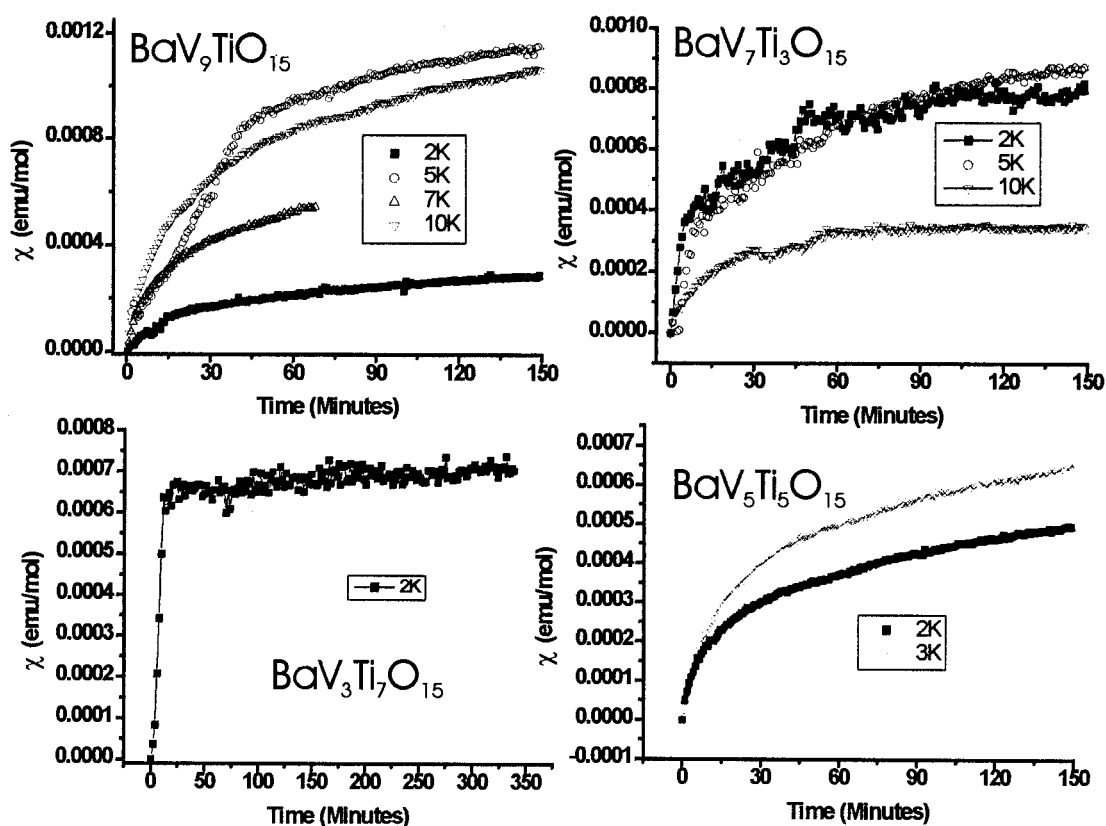 BaV9TiO15
0.0012
0.0008
0.0004
0.0000
χ (emu/mol)
2K
5K
7K
10K
0 30 60 90 120 150
Time (Minutes)
BaV7Ti3O15
0.0010
0.0008
0.0006
0.0004
0.0002
0.0000
χ (emu/mol)
2K
5K
10K
0 30 60 90 120 150
Time (Minutes)
0.0008
0.0007
0.0006
0.0005
0.0004
0.0003
0.0002
0.0001
0.0000
χ (emu/mol)
2K
BaV3Ti7O15
0 50 100 150 200 250 300 350
Time (Minutes)
0.0007
0.0006
0.0005
0.0004
0.0003
0.0002
0.0001
0.0000
-0.0001
χ (emu/mol)
BaV5Ti5O15
2K
3K
0 30 60 90 120 150
Time (Minutes)